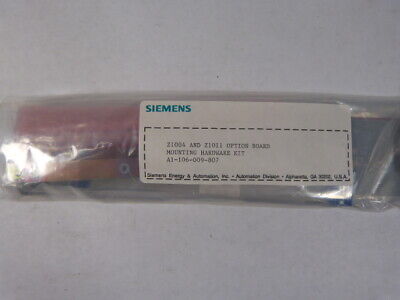 SIEMENS
Z1004 AND Z1011 OPTION BOARD
MOUNTING HARDWARE KIT
A1-106-009-807
Siemens Energy & Automation, Inc. • Automation Division • Alpharetta, GA 30202, U.S.A.